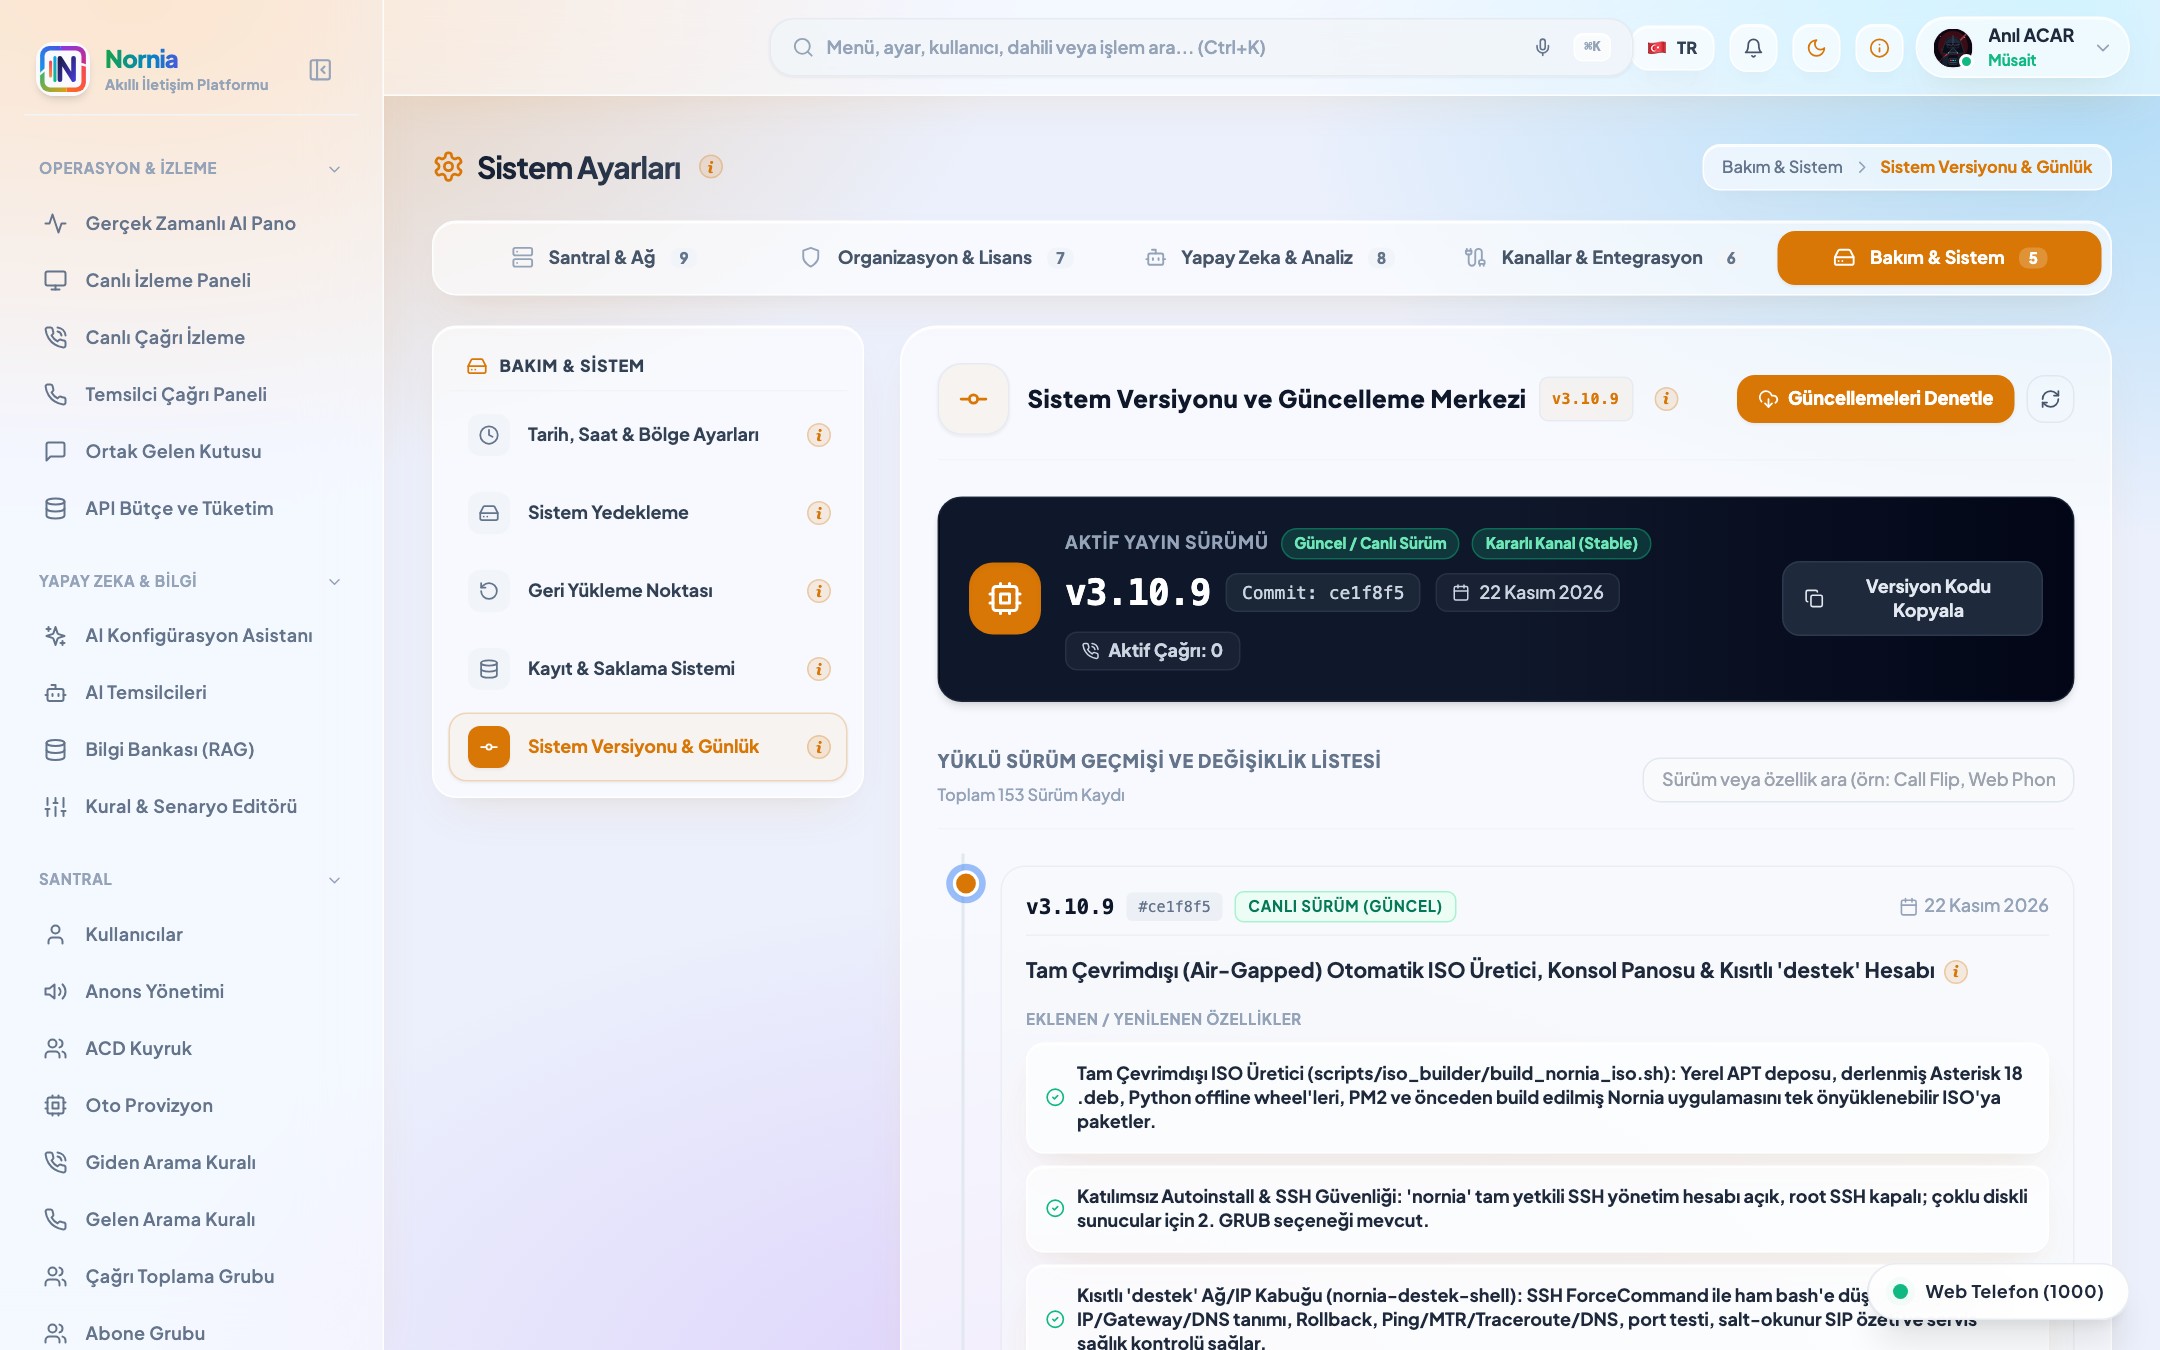 Nornia
Akıllı İletişim Platformu
Menü, ayar, kullanıcı, dahili veya işlem ara... (Ctrl+K)
⌘K
TR
Anıl ACAR
Müsait
OPERASYON & İZLEME
Gerçek Zamanlı AI Pano
Canlı İzleme Paneli
Canlı Çağrı İzleme
Temsilci Çağrı Paneli
Ortak Gelen Kutusu
API Bütçe ve Tüketim
YAPAY ZEKA & BİLGİ
AI Konfigürasyon Asistanı
AI Temsilcileri
Bilgi Bankası (RAG)
Kural & Senaryo Editörü
SANTRAL
Kullanıcılar
Anons Yönetimi
ACD Kuyruk
Oto Provizyon
Giden Arama Kuralı
Gelen Arama Kuralı
Çağrı Toplama Grubu
Abone Grubu
Sistem Ayarları
Bakım & Sistem > Sistem Versiyonu & Günlük
Santral & Ağ 9
Organizasyon & Lisans 7
Yapay Zeka & Analiz 8
Kanallar & Entegrasyon 6
Bakım & Sistem 5
BAKIM & SİSTEM
Tarih, Saat & Bölge Ayarları
Sistem Yedekleme
Geri Yükleme Noktası
Kayıt & Saklama Sistemi
Sistem Versiyonu & Günlük
Sistem Versiyonu ve Güncelleme Merkezi v3.10.9
Güncellemeleri Denetle
AKTİF YAYIN SÜRÜMÜ Güncel / Canlı Sürüm Kararlı Kanal (Stable)
v3.10.9 Commit: ce1f8f5 22 Kasım 2026
Aktif Çağrı: 0
Versiyon Kodu
Kopyala
YÜKLÜ SÜRÜM GEÇMİŞİ VE DEĞİŞİKLİK LİSTESİ
Toplam 153 Sürüm Kaydı
Sürüm veya özellik ara (örn: Call Flip, Web Phon
v3.10.9 #ce1f8f5 CANLI SÜRÜM (GÜNCEL) 22 Kasım 2026
Tam Çevrimdışı (Air-Gapped) Otomatik ISO Üretici, Konsol Panosu & Kısıtlı 'destek' Hesabı
EKLENEN / YENİLENEN ÖZELLİKLER
Tam Çevrimdışı ISO Üretici (scripts/iso_builder/build_nornia_iso.sh): Yerel APT deposu, derlenmiş Asterisk 18
.deb, Python offline wheel'leri, PM2 ve önceden build edilmiş Nornia uygulamasını tek önyüklenebilir ISO'ya
paketler.
Katılımsız Autoinstall & SSH Güvenliği: 'nornia' tam yetkili SSH yönetim hesabı açık, root SSH kapalı; çoklu diskli
sunucular için 2. GRUB seçeneği mevcut.
Kısıtlı 'destek' Ağ/IP Kabuğu (nornia-destek-shell): SSH ForceCommand ile ham bash'e düş
IP/Gateway/DNS tanımı, Rollback, Ping/MTR/Traceroute/DNS, port testi, salt-okunur SIP özeti ve servis
sağlık kontrolü sağlar.
Web Telefon (1000)